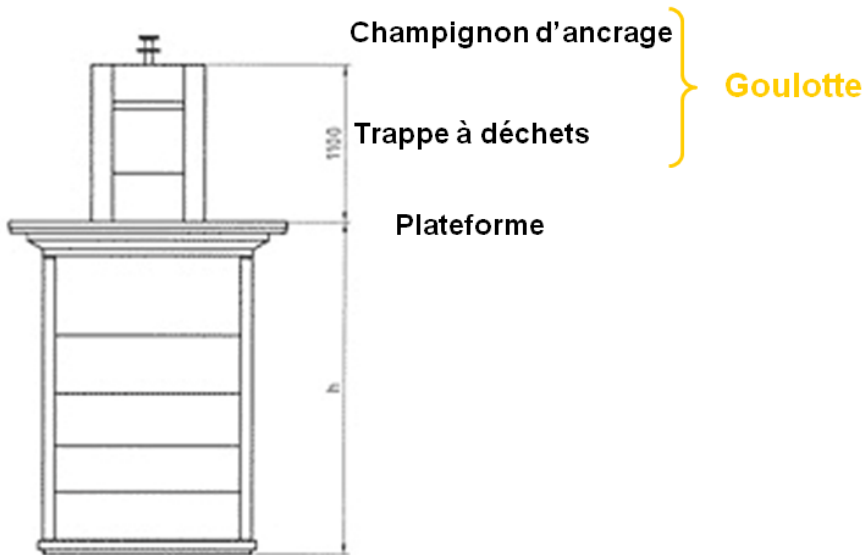 Champignon d’ancrage
Goulotte
Trappe à déchets
1100
Plateforme
h